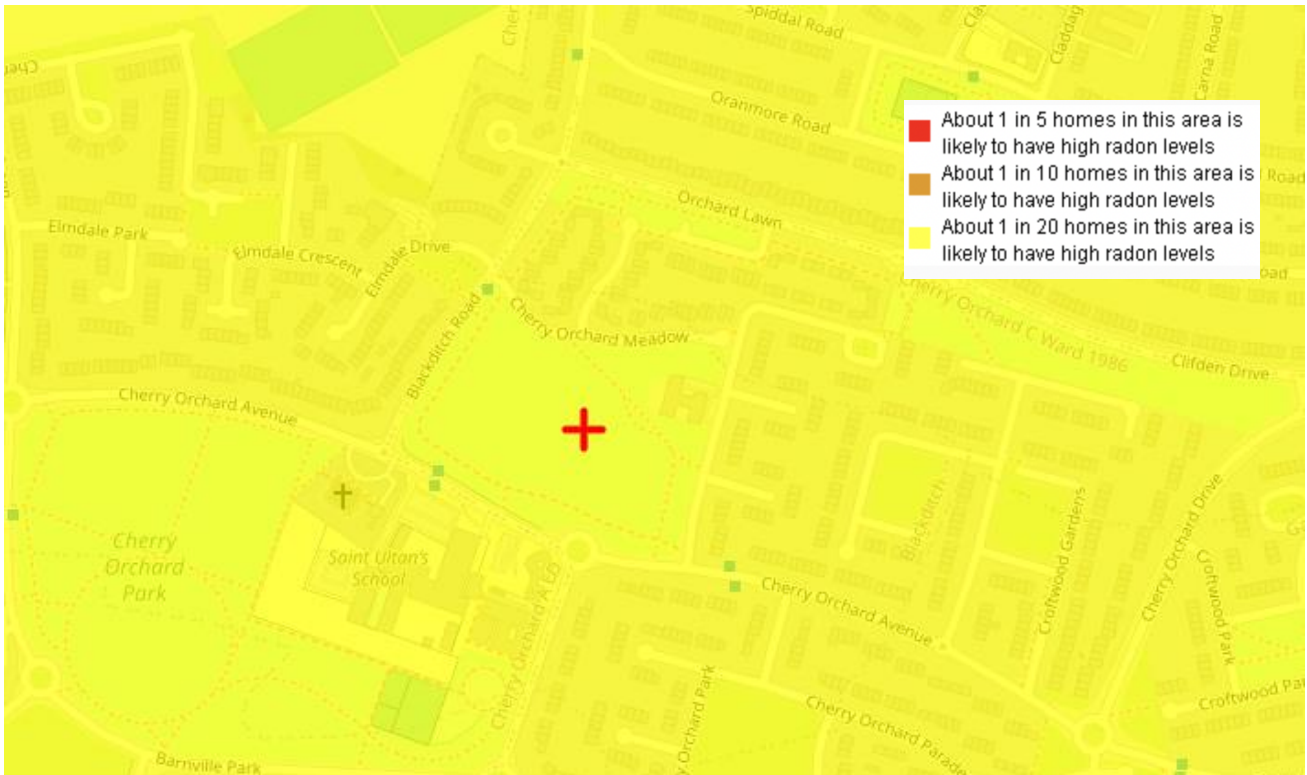 Spiddal Road
Carna Road
Oranmore Road
About 1 in 5 homes in this area is
likely to have high radon levels
About 1 in 10 homes in this area is
likely to have high radon levels
About 1 in 20 homes in this area is
likely to have high radon levels
Road
Orchard Lawn
Elmdale Park
Elmdale Crescent
Elmdale Drive
Blackditch Road
Cherry Orchard Meadow
Cherry Orchard C Ward 1986
Clifden Drive
Cherry Orchard Avenue
Cherry
Orchard
Park
Saint Ultan's
School
Cherry Orchard A ED
Blackditch
Croftwood Gardens
Cherry Orchard Drive
Croftwood Park
Cherry Orchard Avenue
Cherry Orchard Parade
Orchard Park
Barnville Park